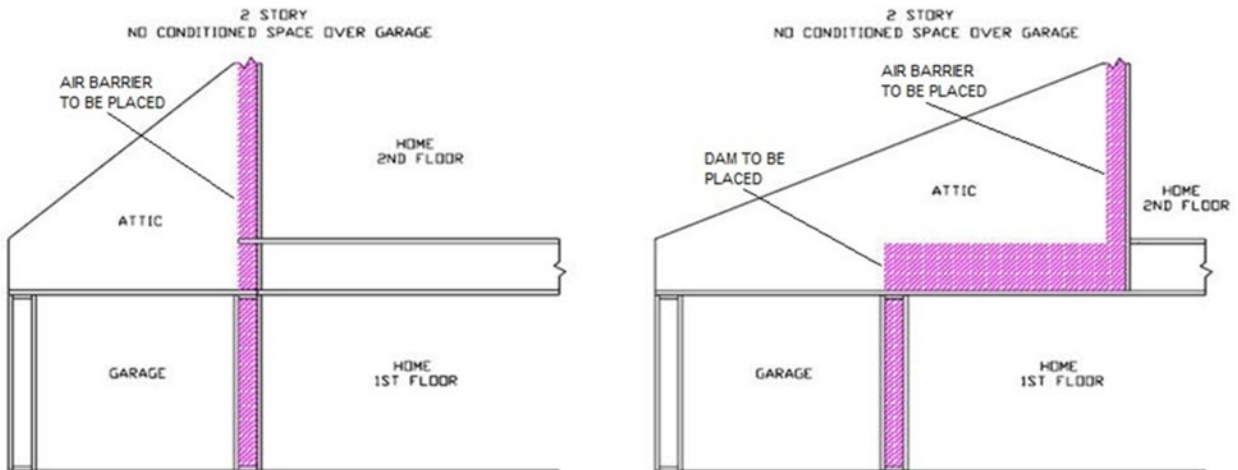 2 STORY
NO CONDITIONED SPACE OVER GARAGE
AIR BARRIER
TO BE PLACED
HOME
2ND FLOOR
ATTIC
GARAGE
HOME
1ST FLOOR
2 STORY
NO CONDITIONED SPACE OVER GARAGE
AIR BARRIER
TO BE PLACED
DAM TO BE
PLACED
ATTIC
HOME
2ND FLOOR
GARAGE
HOME
1ST FLOOR